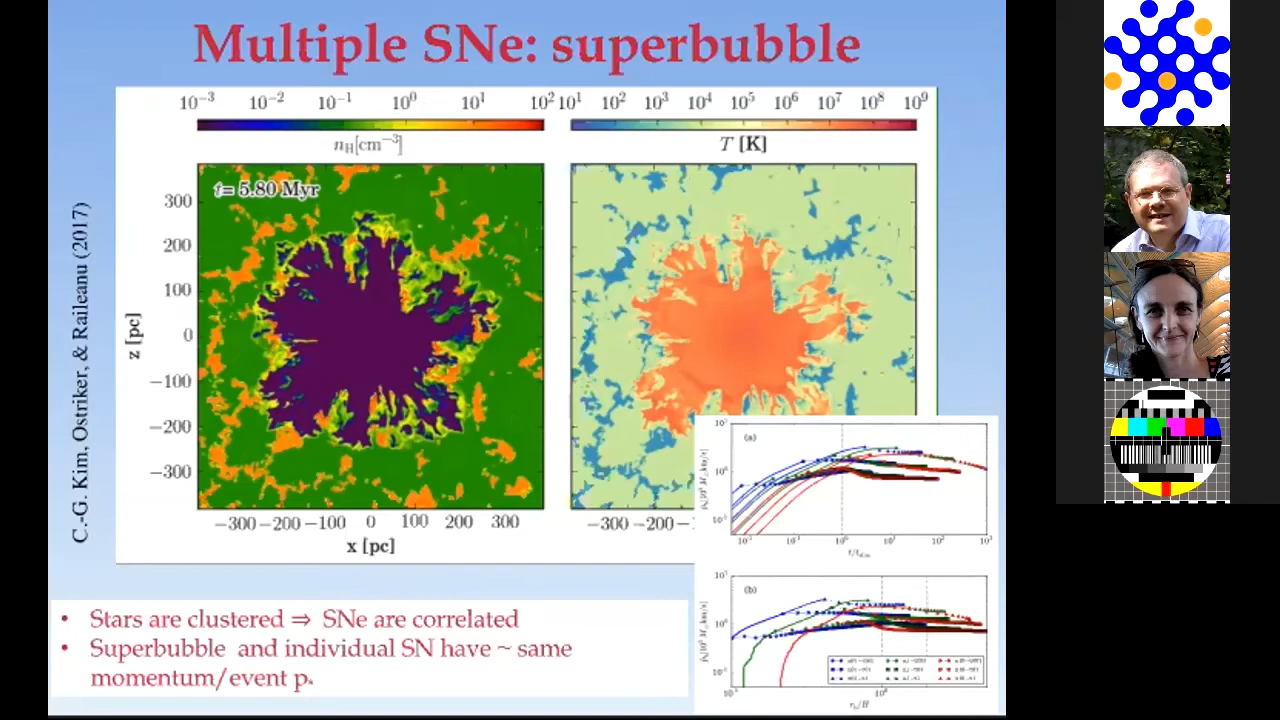 Multiple SNe: superbubble
10⁻³ 10⁻² 10⁻¹ 10⁰ 10¹ 10² 10¹ 10² 10³ 10⁴ 10⁵ 10⁶ 10⁷ 10⁸ 10⁹
n_H[cm⁻³] T [K]
t= 5.80 Myr
300
200
100
0
−100
−200
−300
z [pc]
−300 −200 −100 0 100 200 300
−300 −200
x [pc]
C.-G. Kim, Ostriker, & Raileanu (2017)
(a)
(b)
• Stars are clustered ⇒ SNe are correlated
• Superbubble and individual SN have ~ same
momentum/event p*